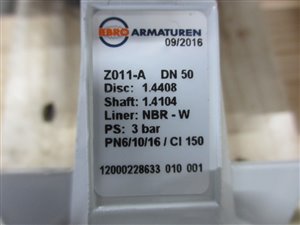 EBRO ARMATUREN
09/2016
Z011-A DN 50
Disc: 1.4408
Shaft: 1.4104
Liner: NBR - W
PS: 3 bar
PN6/10/16 / Cl 150
12000228633 010 001